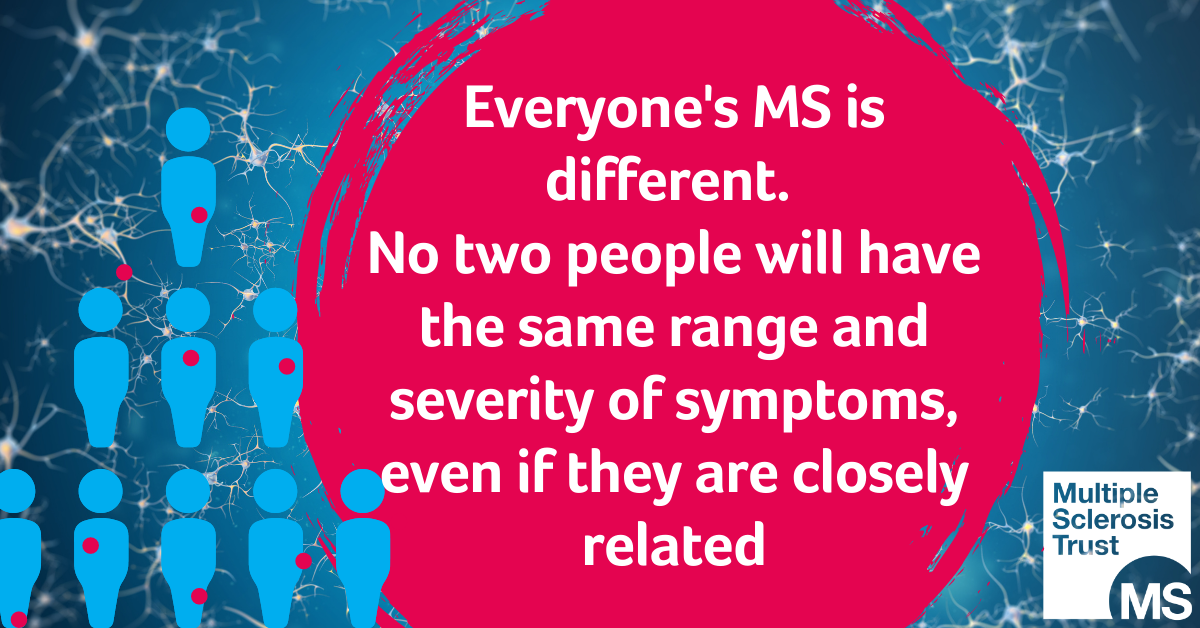 Everyone's MS is
different.
No two people will have
the same range and
severity of symptoms,
even if they are closely
related
Multiple
Sclerosis
Trust
MS